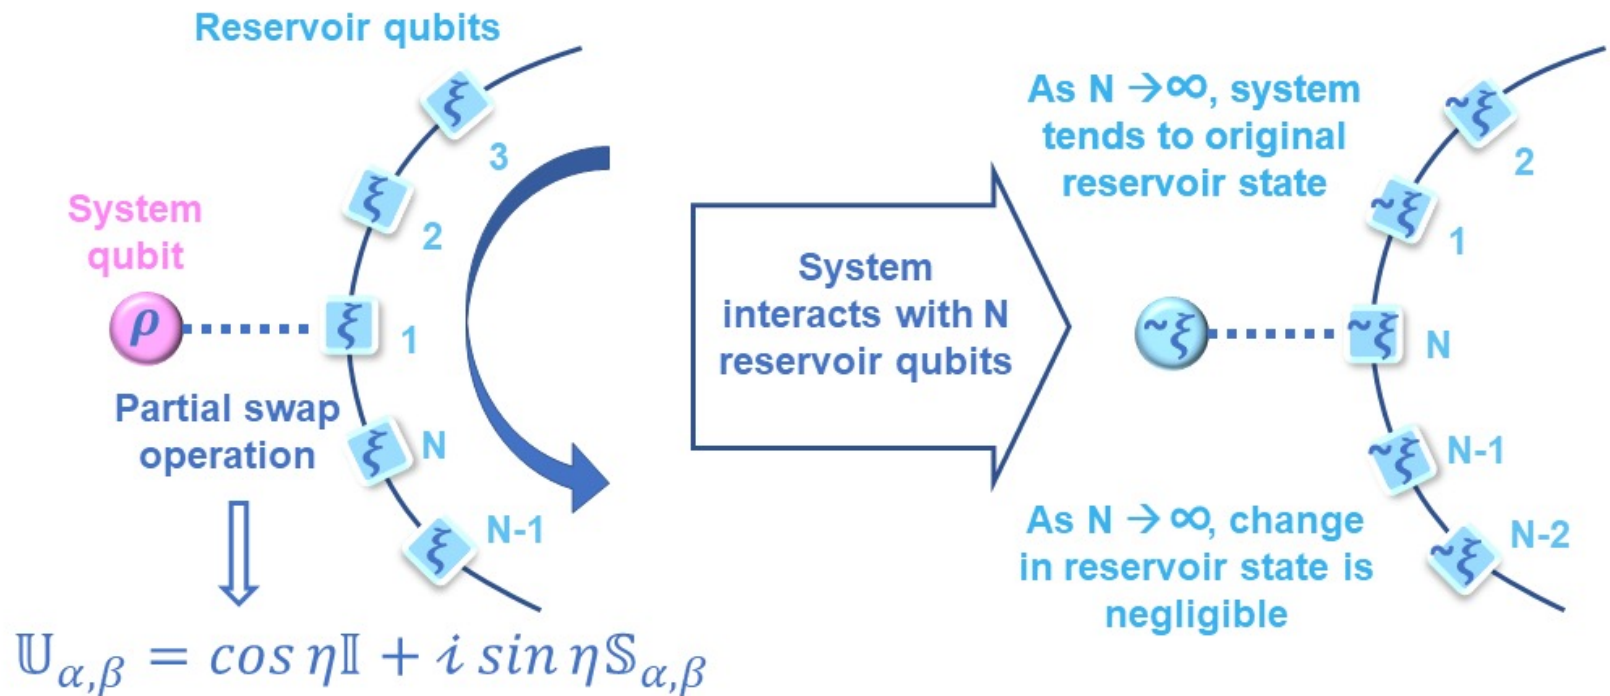 Reservoir qubits
ξ
3
ξ
2
System
qubit
ρ
ξ
1
Partial swap
operation
ξ
N
ξ
N-1
𝕌α,β = cos η𝕀 + i sin η𝕊α,β
System
interacts with N
reservoir qubits
As N →∞, system
tends to original
reservoir state
~ξ
2
~ξ
1
~ξ
~ξ
N
~ξ
N-1
~ξ
N-2
As N →∞, change
in reservoir state is
negligible